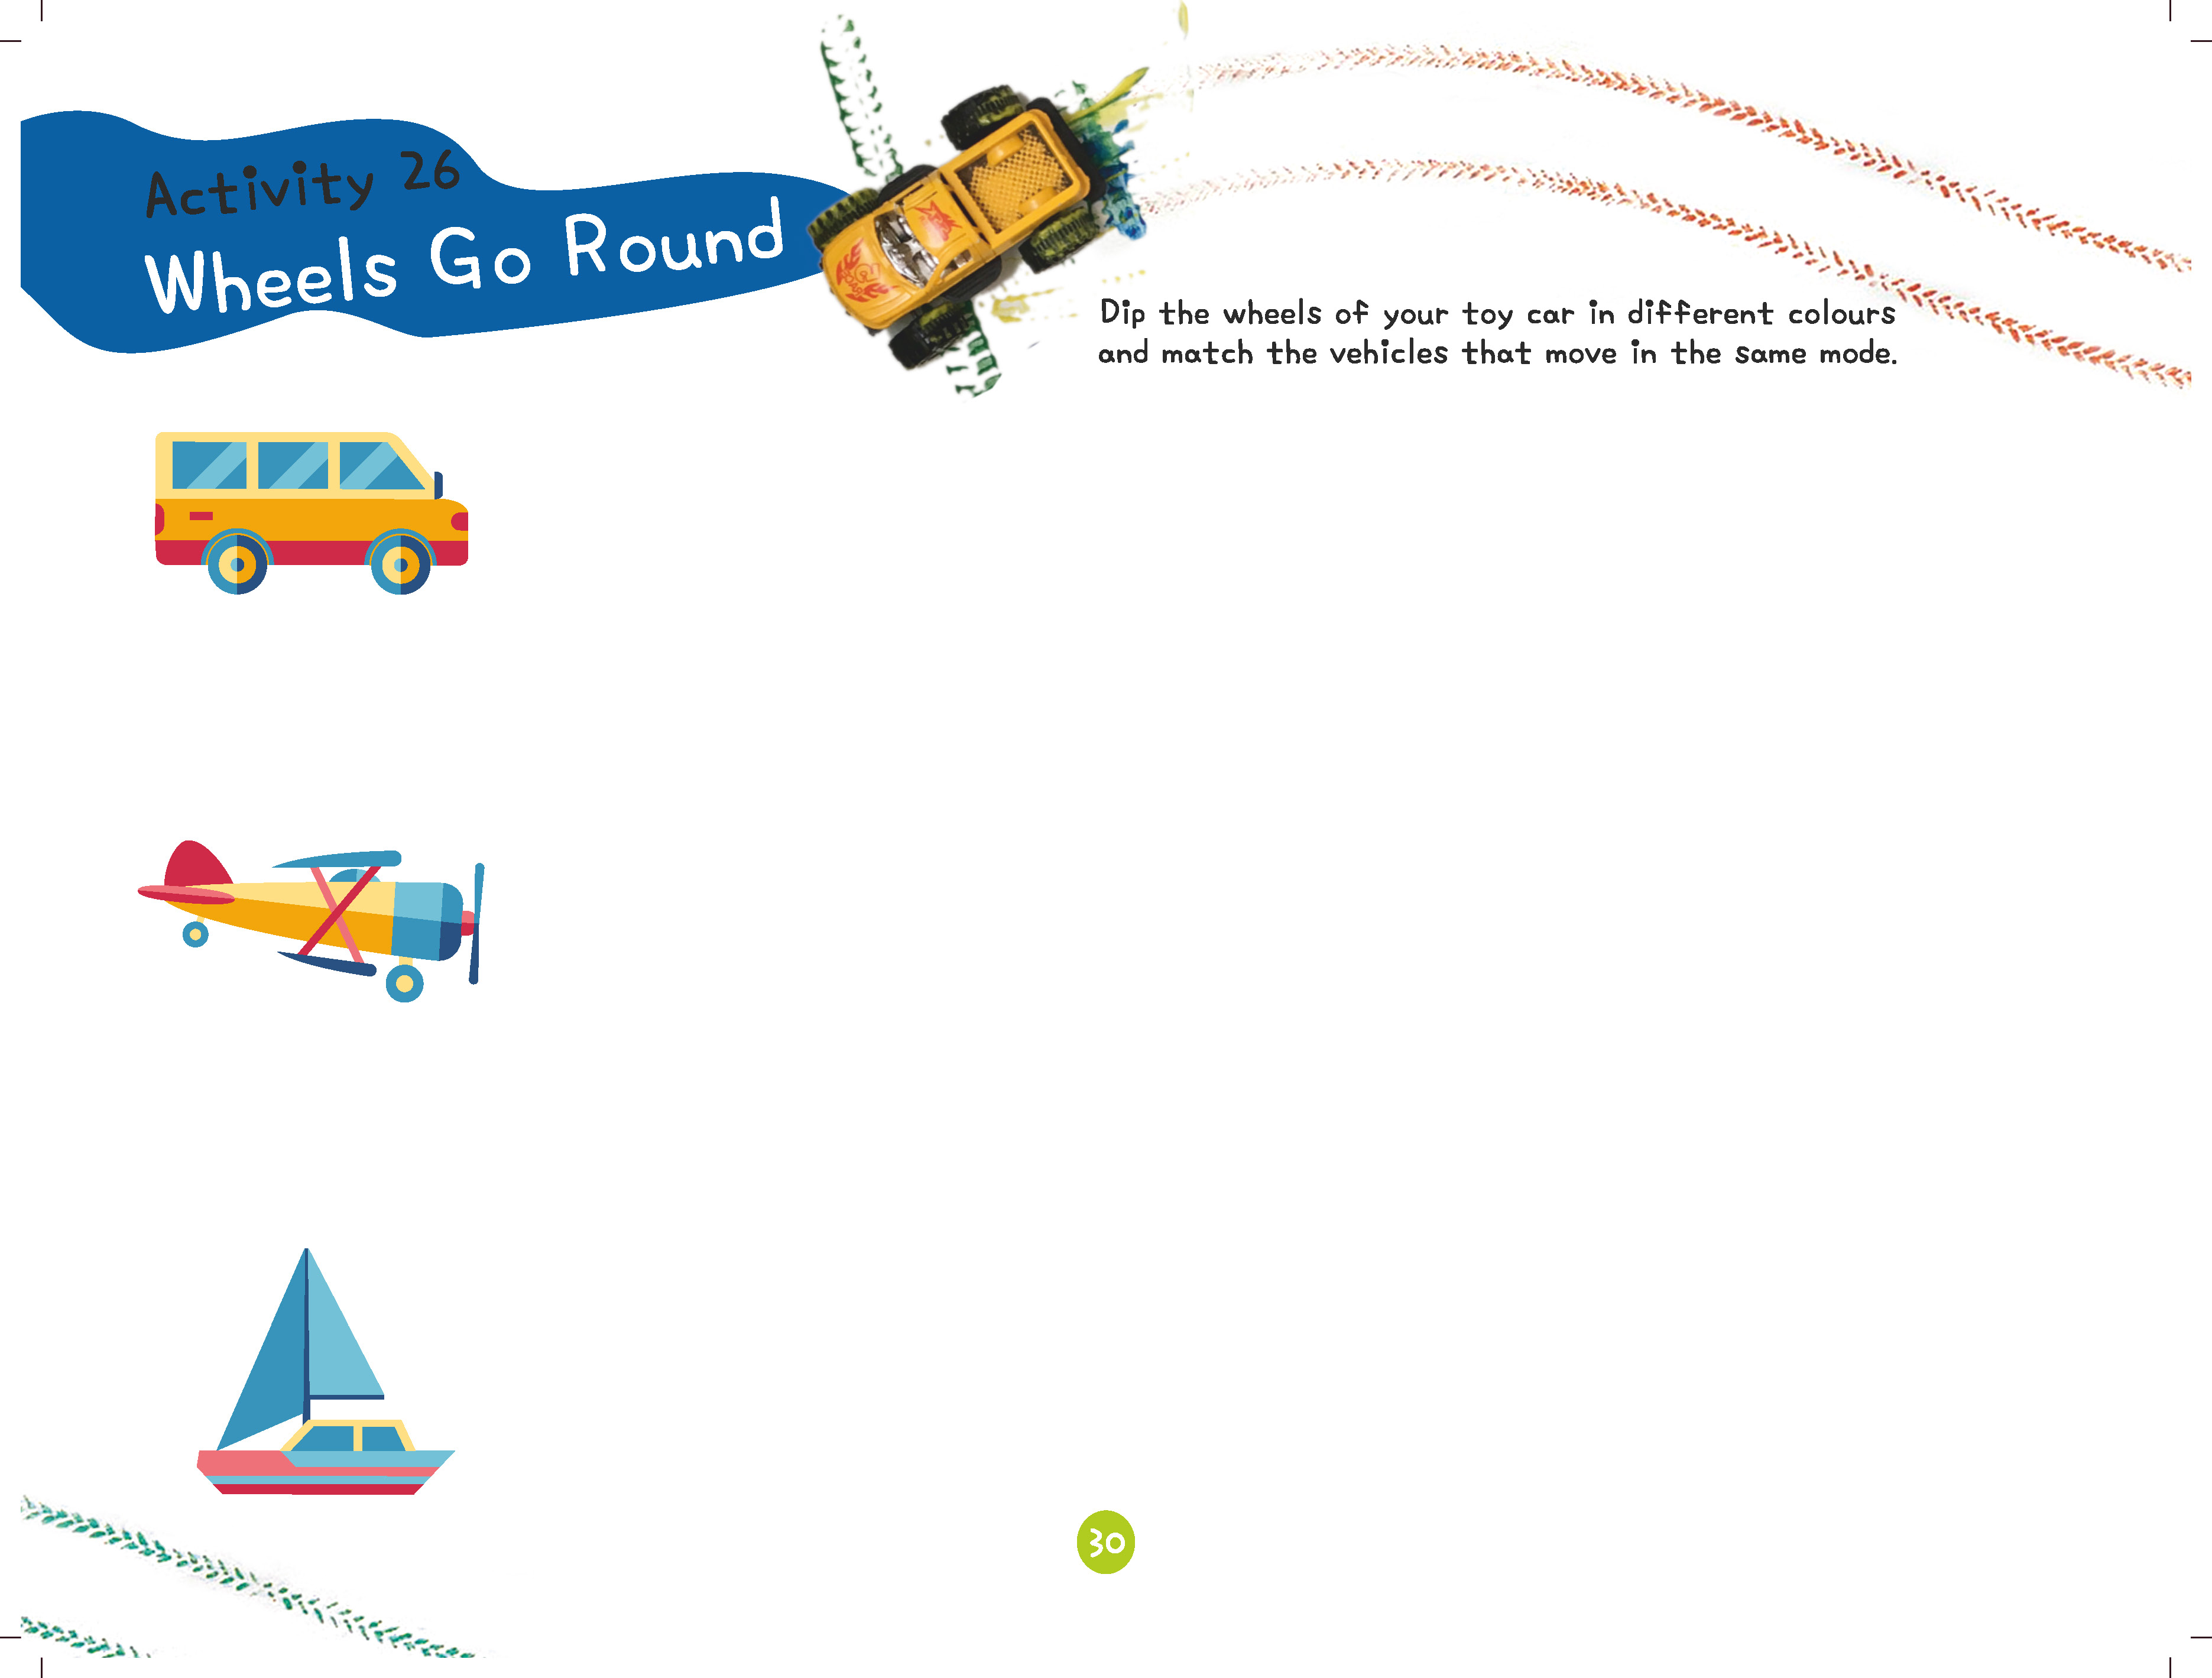 Activity 26
Wheels Go Round
Dip the wheels of your toy car in different colours
and match the vehicles that move in the same mode.
30